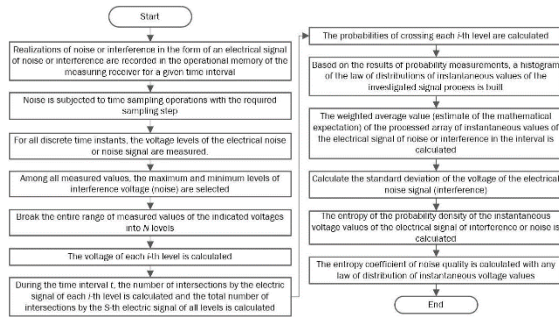 Start
Realizations of noise or interference in the form of an electrical signal
of noise or interference are recorded in the operational memory of
the measuring receiver for a given time interval
Noise is subjected to time sampling operations with the required
sampling step
For all discrete time instants, the voltage levels of the electrical noise
or noise signal are measured.
Among all measured values, the maximum and minimum levels of
interference voltage (noise) are selected
Break the entire range of measured values of the indicated voltages
into N levels
The voltage of each i-th level is calculated
During the time interval t, the number of intersections by the electric
signal of each i-th level is calculated and the total number of
intersections by the S-th electric signal of all levels is calculated
The probabilities of crossing each i-th level are calculated
Based on the results of probability measurements, a histogram
of the law of distributions of instantaneous values of the
investigated signal process is built
The weighted average value (estimate of the mathematical
expectation) of the processed array of instantaneous values of
the electrical signal of noise or interference in the interval is
calculated
Calculate the standard deviation of the voltage of the electrical
noise signal (interference)
The entropy of the probability density of the instantaneous
voltage values of the electrical signal of interference or noise is
calculated
The entropy coefficient of noise quality is calculated with any
law of distribution of instantaneous voltage values
End